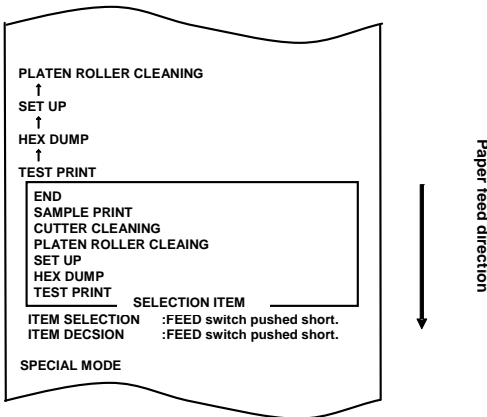 PLATEN ROLLER CLEANING
↑
SET UP
↑
HEX DUMP
↑
TEST PRINT
END
SAMPLE PRINT
CUTTER CLEANING
PLATEN ROLLER CLEAING
SET UP
HEX DUMP
TEST PRINT
SELECTION ITEM
ITEM SELECTION :FEED switch pushed short.
ITEM DECSION :FEED switch pushed short.
SPECIAL MODE
Paper feed direction